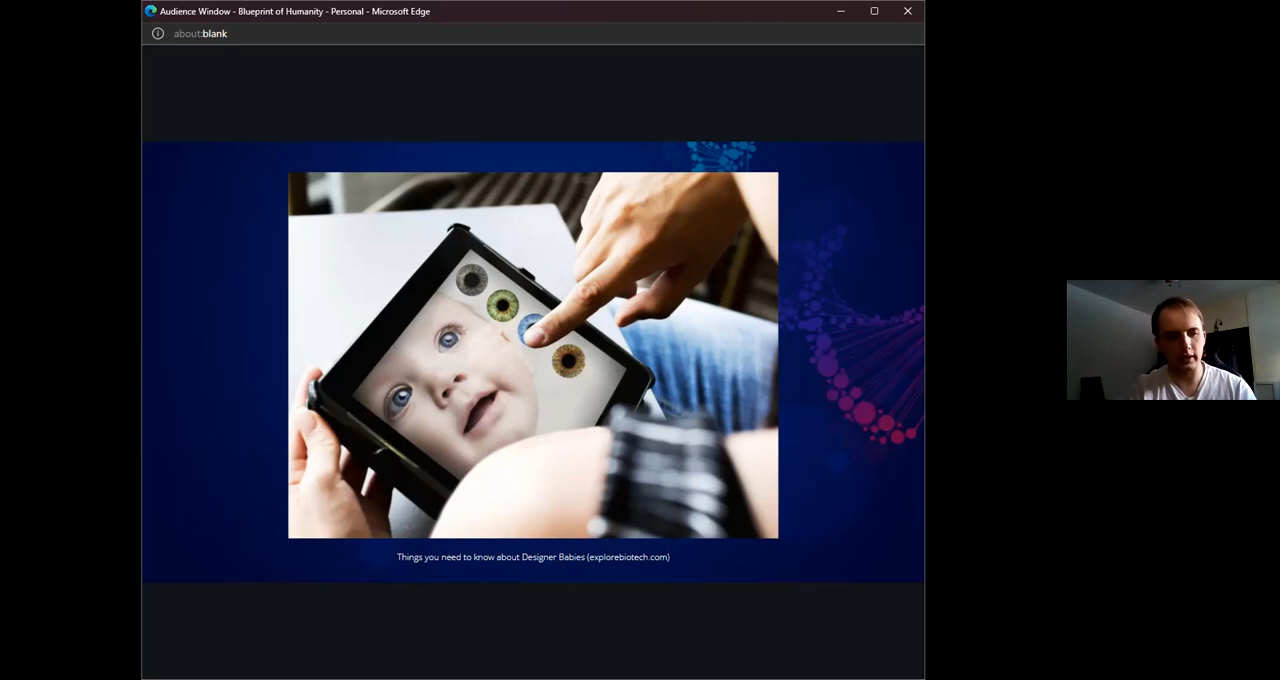 Audience Window - Blueprint of Humanity - Personal - Microsoft Edge
about:blank
Things you need to know about Designer Babies (explorebiotech.com)